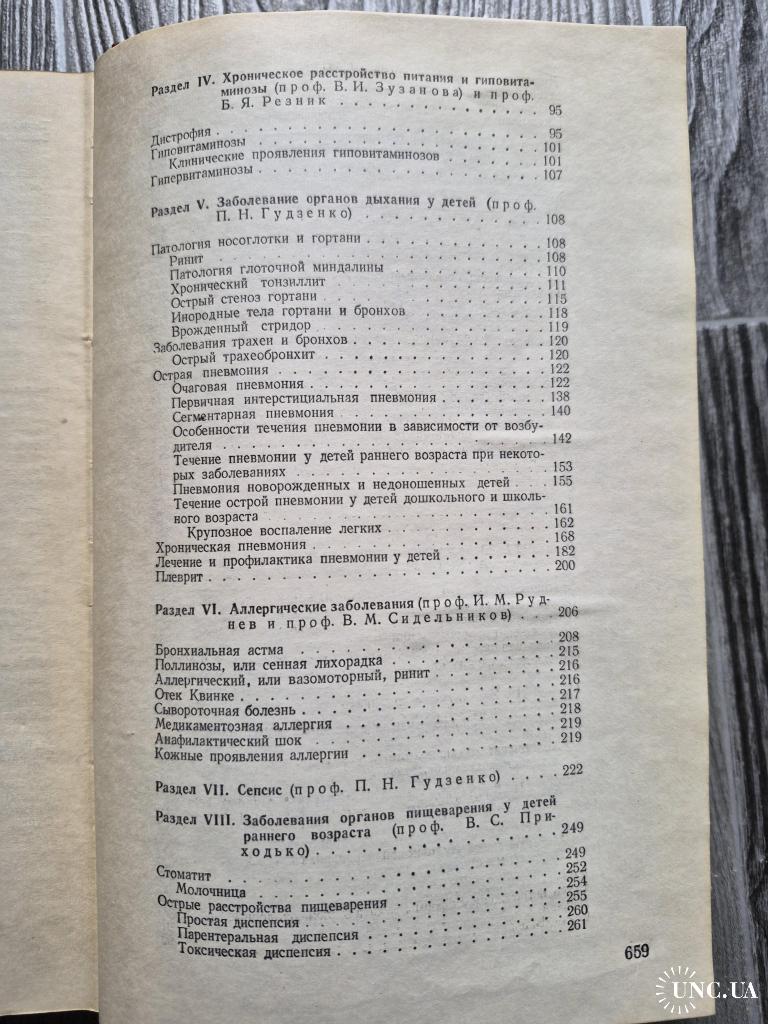 Раздел IV. Хроническое расстройство питания и гиповита-
минозы (проф. В. И. Зузанова) и проф.
Б. Я. Резник . . . . . . . . . . . . . . . 95
Дистрофия . . . . . . . . . . . . . . . 95
Гиповитаминозы . . . . . . . . . . . . . . . 101
Клинические проявления гиповитаминозов . . . . . . . 101
Гипервитаминозы . . . . . . . . . . . . . . . 107
Раздел V. Заболевание органов дыхания у детей (проф.
П. Н. Гудзенко) . . . . . . . . . . . . 108
Патология носоглотки и гортани . . . . . . . . . . . 108
Ринит . . . . . . . . . . . . . . . 108
Патология глоточной миндалины . . . . . . . . . . 110
Хронический тонзиллит . . . . . . . . . . . . 111
Острый стеноз гортани . . . . . . . . . . . . 115
Инородные тела гортани и бронхов . . . . . . . . . 118
Врожденный стридор . . . . . . . . . . . . 119
Заболевания трахеи и бронхов . . . . . . . . . . . . 120
Острый трахеобронхит . . . . . . . . . . . . 120
Острая пневмония . . . . . . . . . . . . . . . 122
Очаговая пневмония . . . . . . . . . . . . . 122
Первичная интерстициальная пневмония . . . . . . . 138
Сегментарная пневмония . . . . . . . . . . . . 140
Особенности течения пневмонии в зависимости от возбу-
дителя . . . . . . . . . . . . . . . 142
Течение пневмонии у детей раннего возраста при некото-
рых заболеваниях . . . . . . . . . . . . . 153
Пневмония новорожденных и недоношенных детей . . . 155
Течение острой пневмонии у детей дошкольного и школь-
ного возраста . . . . . . . . . . . . . . 161
Крупозное воспаление легких . . . . . . . . . . 162
Хроническая пневмония . . . . . . . . . . . . . . 168
Лечение и профилактика пневмонии у детей . . . . . . . 182
Плеврит . . . . . . . . . . . . . . . 200
Раздел VI. Аллергические заболевания (проф. И. М. Руд-
нев и проф. В. М. Сидельников) . . . 206
Бронхиальная астма . . . . . . . . . . . . . . . 208
Поллинозы, или сенная лихорадка . . . . . . . . . . . 215
Аллергический, или вазомоторный, ринит . . . . . . . . 216
Отек Квинке . . . . . . . . . . . . . . . 216
Сывороточная болезнь . . . . . . . . . . . . . . . 217
Медикаментозная аллергия . . . . . . . . . . . . . 218
Анафилактический шок . . . . . . . . . . . . . . 219
Кожные проявления аллергии . . . . . . . . . . . . 219
Раздел VII. Сепсис (проф. П. Н. Гудзенко) . . . . 222
Раздел VIII. Заболевания органов пищеварения у детей
раннего возраста (проф. В. С. При-
ходько) . . . . . . . . . . . . . . . 249
Стоматит . . . . . . . . . . . . . . . 249
Молочница . . . . . . . . . . . . . . . 252
Острые расстройства пищеварения . . . . . . . . . . 254
Простая диспепсия . . . . . . . . . . . . . . 255
Парентеральная диспепсия . . . . . . . . . . . 260
Токсическая диспепсия . . . . . . . . . . . . 261
659
UNC.UA